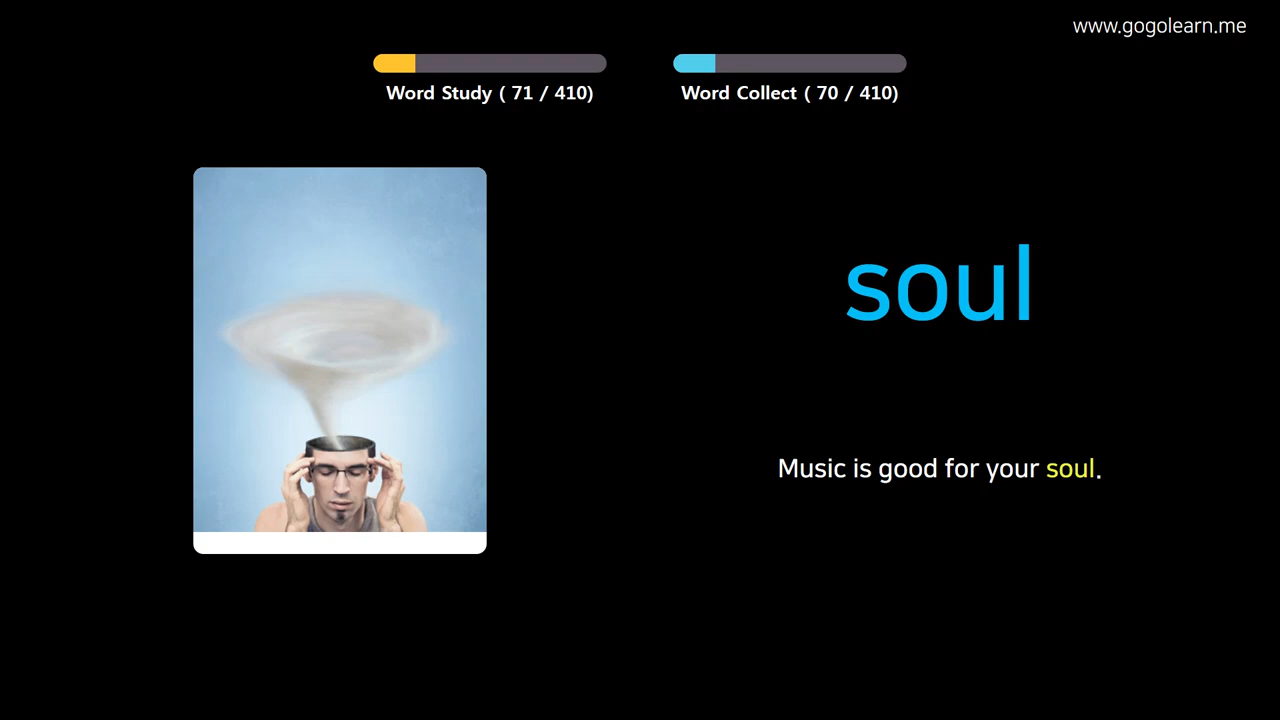 www.gogolearn.me
Word Study ( 71 / 410)
Word Collect ( 70 / 410)
soul
Music is good for your soul.